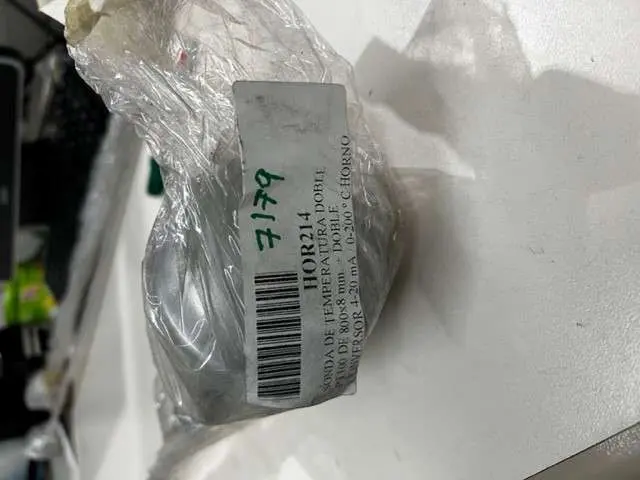 7179
HOR214
SONDA DE TEMPERATURA DOBLE
DE 800x8 mm. + DOBLE
4-20 mA 0-200 º C HORNO